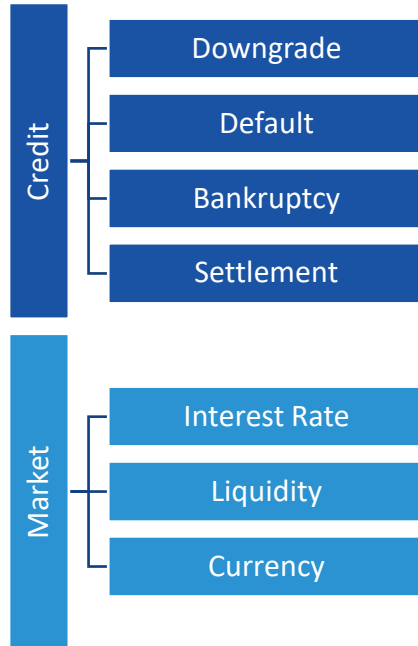 Credit
Downgrade
Default
Bankruptcy
Settlement
Market
Interest Rate
Liquidity
Currency